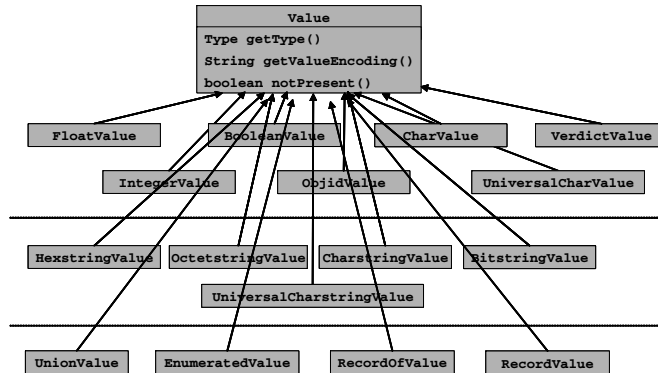 Value
Type getType()
String getValueEncoding()
boolean notPresent()
FloatValue BooleanValue CharValue VerdictValue
IntegerValue ObjidValue UniversalCharValue
HexstringValue OctetstringValue CharstringValue BitstringValue
UniversalCharstringValue
UnionValue EnumeratedValue RecordOfValue RecordValue